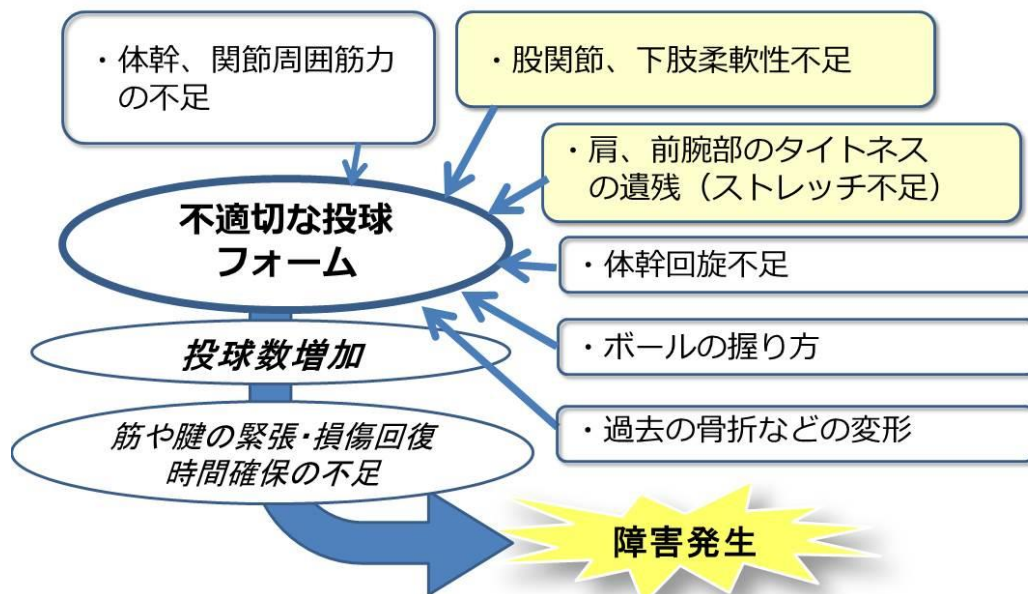 ・体幹、関節周囲筋力
の不足
・股関節、下肢柔軟性不足
・肩、前腕部のタイトネス
の遺残（ストレッチ不足）
不適切な投球
フォーム
・体幹回旋不足
・ボールの握り方
投球数増加
・過去の骨折などの変形
筋や腱の緊張・損傷回復
時間確保の不足
障害発生